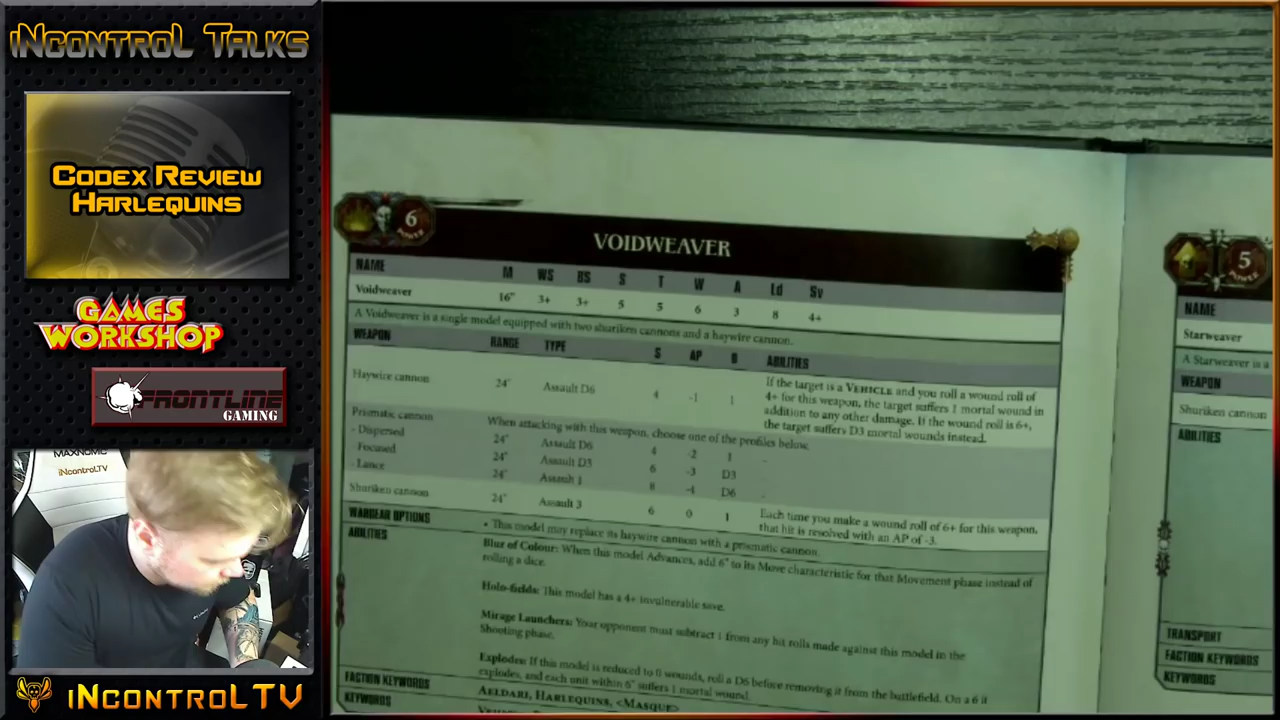 iNcontroL Talks
Codex Review
Harlequins
GAMES
WORKSHOP
FRONTLINE
GAMING
MAXNOMIC
iNcontroLTV
iNcontroLTV
6
POWER
VOIDWEAVER
NAME M WS BS S T W A Ld Sv
Voidweaver 16" 3+ 3+ 5 5 6 3 8 4+
A Voidweaver is a single model equipped with two shuriken cannons and a haywire cannon.
WEAPON RANGE TYPE S AP D ABILITIES
Haywire cannon 24" Assault D6 4 -1 1 If the target is a VEHICLE and you roll a wound roll of
4+ for this weapon, the target suffers 1 mortal wound in
addition to any other damage. If the wound roll is 6+,
the target suffers D3 mortal wounds instead.
Prismatic cannon When attacking with this weapon, choose one of the profiles below.
- Dispersed 24" Assault D6 4 -2 1 -
- Focused 24" Assault D3 6 -3 D3 -
- Lance 24" Assault 1 8 -4 D6 -
Shuriken cannon 24" Assault 3 6 0 1 Each time you make a wound roll of 6+ for this weapon,
that hit is resolved with an AP of -3.
WARGEAR OPTIONS • This model may replace its haywire cannon with a prismatic cannon.
ABILITIES Blur of Colour: When this model Advances, add 6" to its Move characteristic for that Movement phase instead of
rolling a dice.
Holo-fields: This model has a 4+ invulnerable save.
Mirage Launchers: Your opponent must subtract 1 from any hit rolls made against this model in the
Shooting phase.
Explodes: If this model is reduced to 0 wounds, roll a D6 before removing it from the battlefield. On a 6 it
explodes, and each unit within 6" suffers 1 mortal wound.
FACTION KEYWORDS AELDARI, HARLEQUINS, <MASQUE>
KEYWORDS
5
POWER
NAME
Starweaver
A Starweaver is a
WEAPON
Shuriken cannon
ABILITIES
TRANSPORT
FACTION KEYWORDS
KEYWORDS